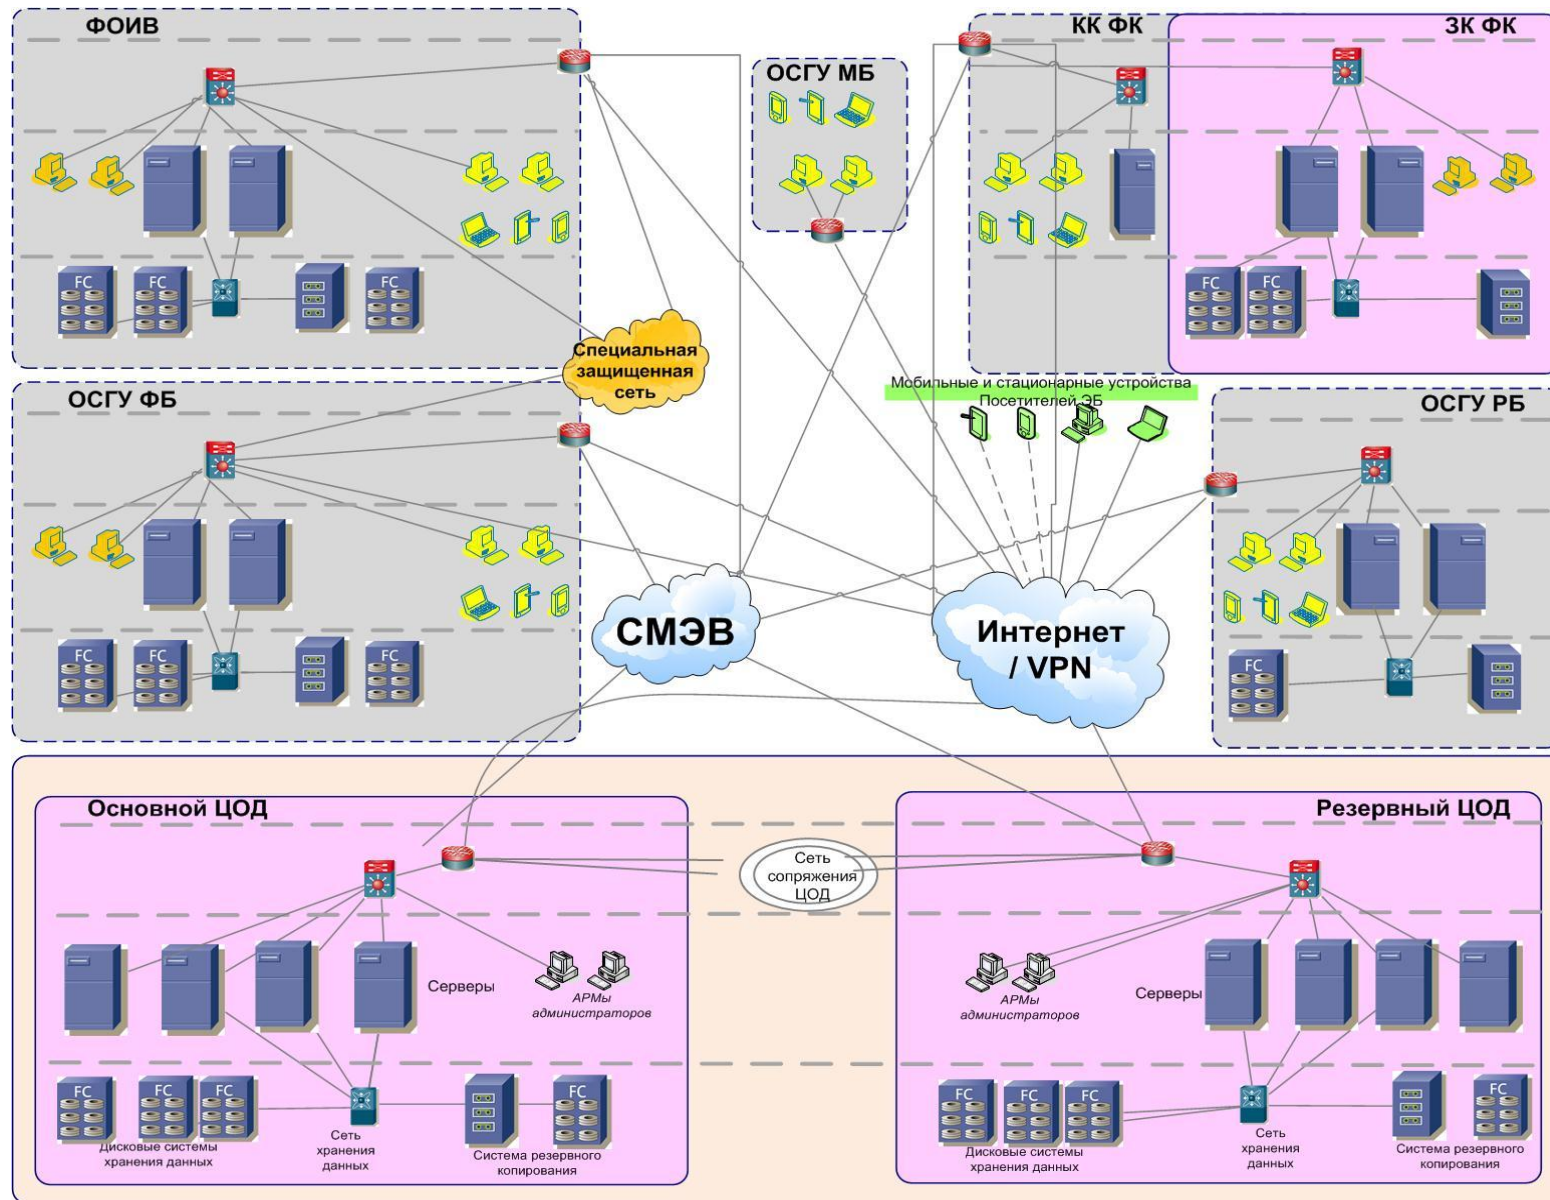 ФОИВ
ОСГУ МБ
КК ФК
ЗК ФК
FC
FC
FC
FC
FC
Специальная
защищенная
сеть
Мобильные и стационарные устройства
Посетителей ЭБ
ОСГУ ФБ
ОСГУ РБ
FC
FC
FC
FC
СМЭВ
Интернет
/ VPN
Основной ЦОД
Резервный ЦОД
Сеть
сопряжения
ЦОД
Серверы
АРМы
администраторов
АРМы
администраторов
Серверы
FC
FC
FC
FC
FC
FC
FC
FC
Дисковые системы
хранения данных
Сеть
хранения
данных
Система резервного
копирования
Дисковые системы
хранения данных
Сеть
хранения
данных
Система резервного
копирования